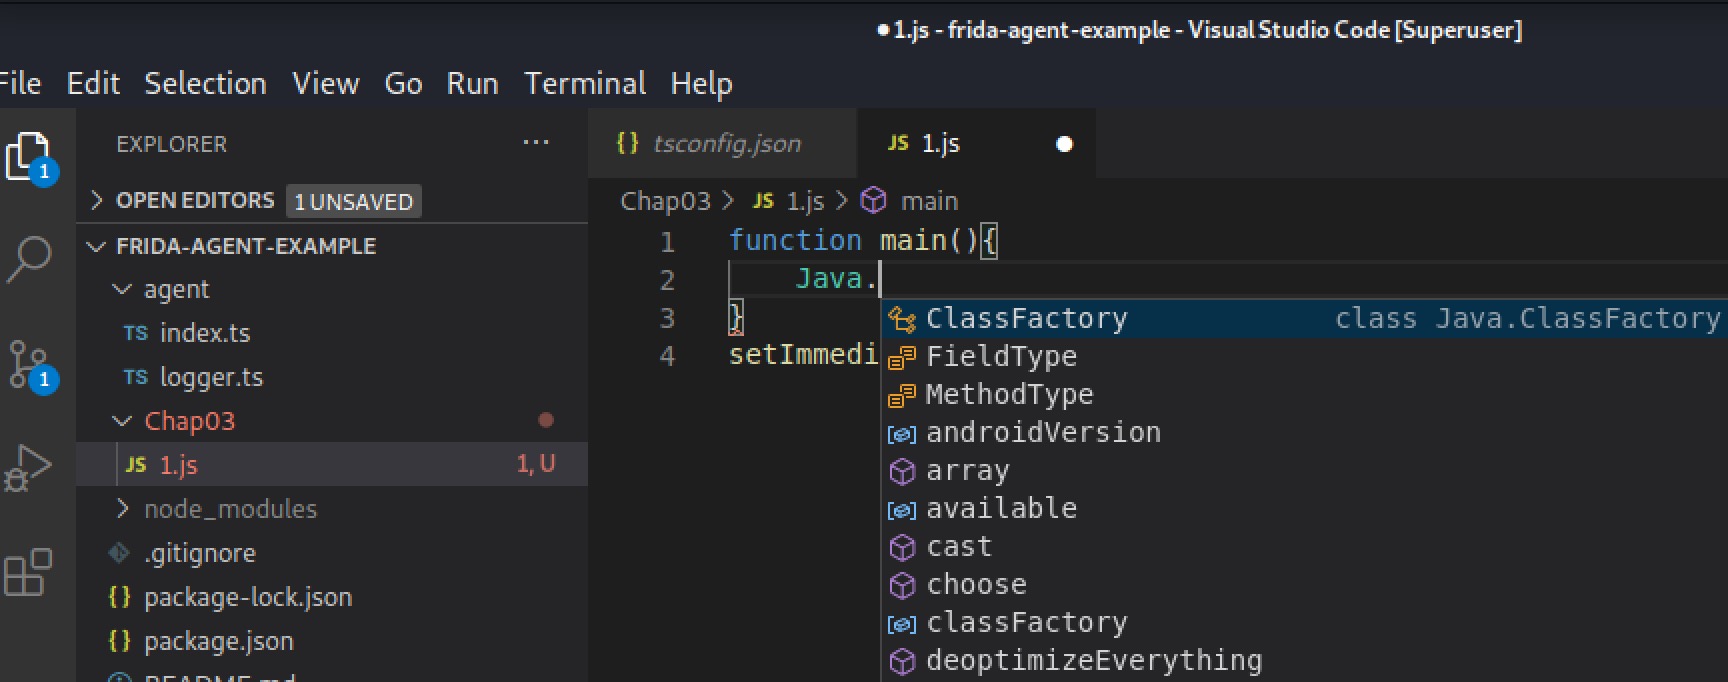 1.js - frida-agent-example - Visual Studio Code [Superuser]
File Edit Selection View Go Run Terminal Help
EXPLORER ···
OPEN EDITORS 1 UNSAVED
FRIDA-AGENT-EXAMPLE
agent
TS index.ts
TS logger.ts
Chap03
JS 1.js 1, U
node_modules
.gitignore
{} package-lock.json
{} package.json
README.md
1
1
{} tsconfig.json JS 1.js
Chap03 > JS 1.js > main
1 function main(){
2 Java.
3 }
4 setImmedi
ClassFactory class Java.ClassFactory
FieldType
MethodType
androidVersion
array
available
cast
choose
classFactory
deoptimizeEverything